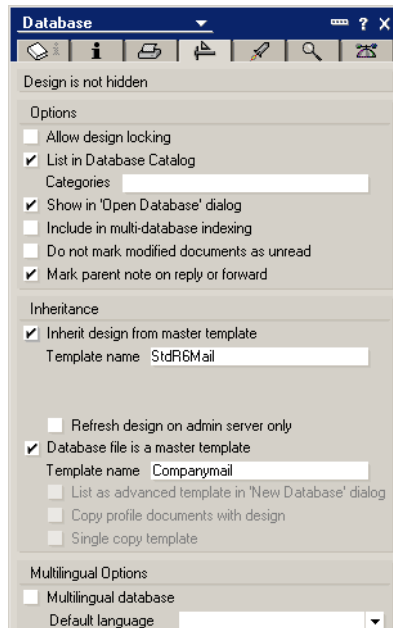 Database ? X
i i
Design is not hidden
Options
Allow design locking
List in Database Catalog
Categories
Show in 'Open Database' dialog
Include in multi-database indexing
Do not mark modified documents as unread
Mark parent note on reply or forward
Inheritance
Inherit design from master template
Template name StdR6Mail
Refresh design on admin server only
Database file is a master template
Template name Companymail
List as advanced template in 'New Database' dialog
Copy profile documents with design
Single copy template
Multilingual Options
Multilingual database
Default language